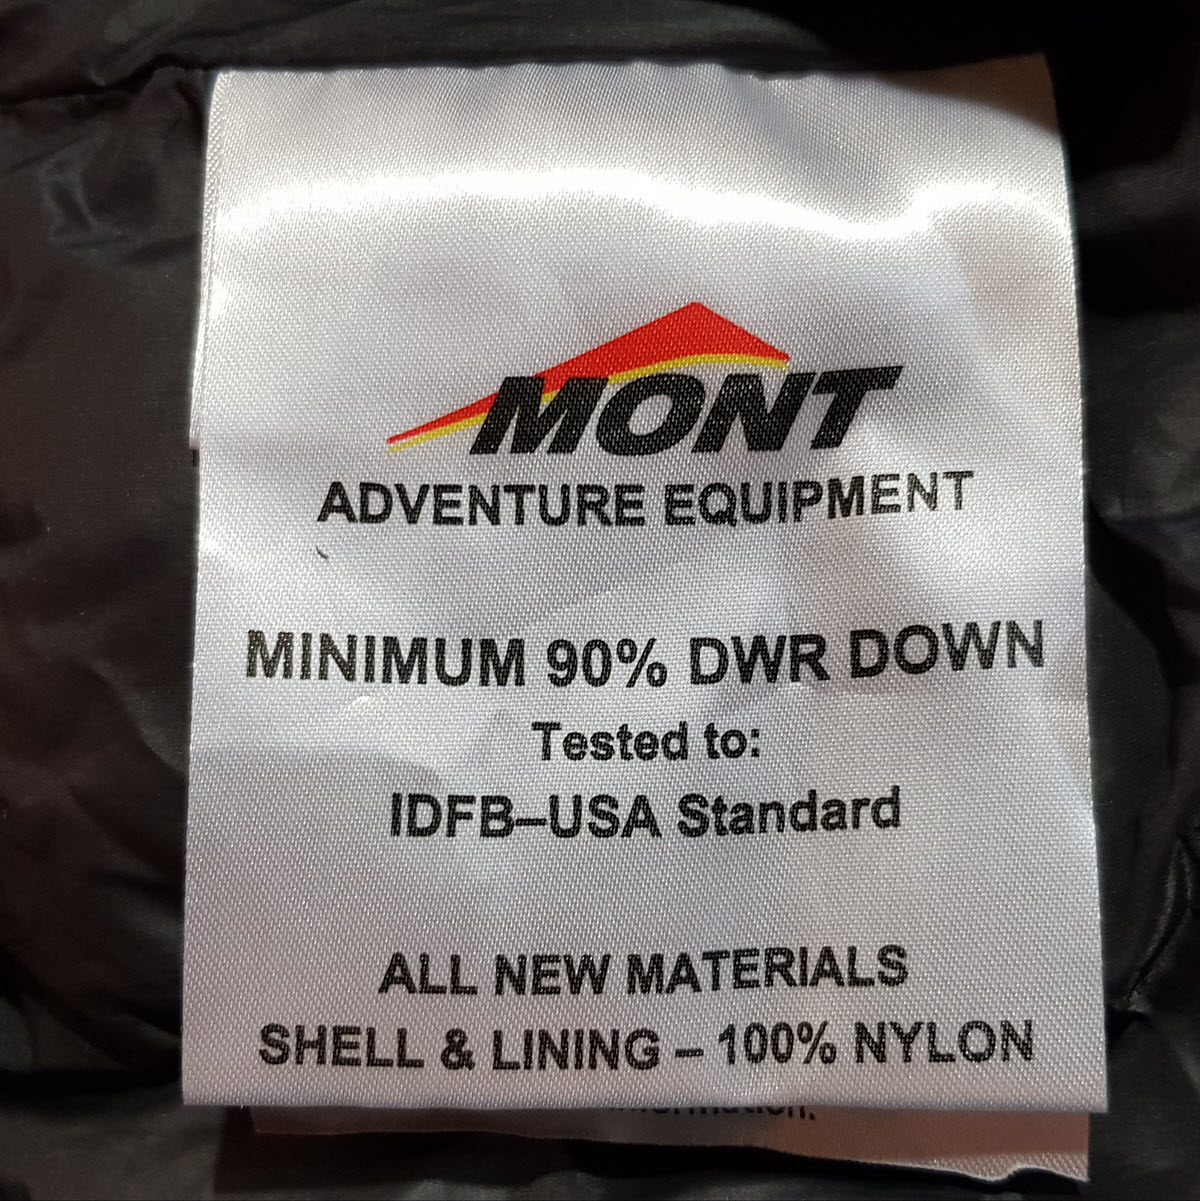 MONT
ADVENTURE EQUIPMENT
MINIMUM 90% DWR DOWN
Tested to:
IDFB–USA Standard
ALL NEW MATERIALS
SHELL & LINING – 100% NYLON
information.